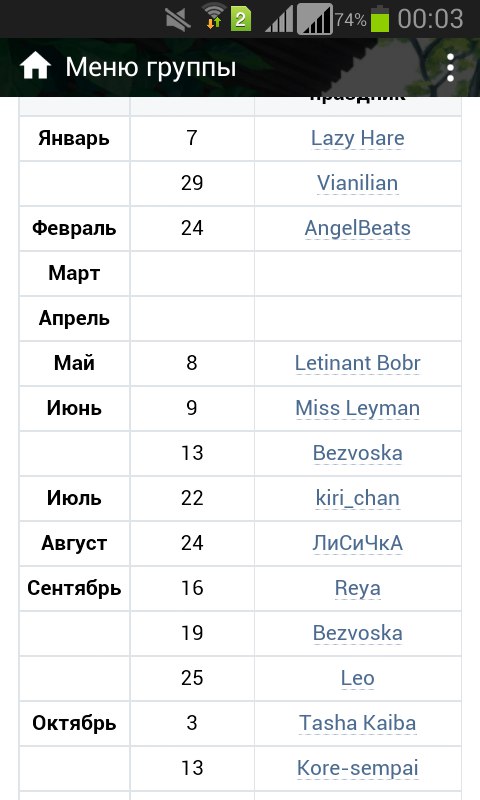 2 74% 00:03
Меню группы
праздник
Январь 7 Lazy Hare
29 Vianilian
Февраль 24 AngelBeats
Март
Апрель
Май 8 Letinant Bobr
Июнь 9 Miss Leyman
13 Bezvoska
Июль 22 kiri_chan
Август 24 ЛиСиЧкА
Сентябрь 16 Reya
19 Bezvoska
25 Leo
Октябрь 3 Tasha Kaiba
13 Kore-sempai